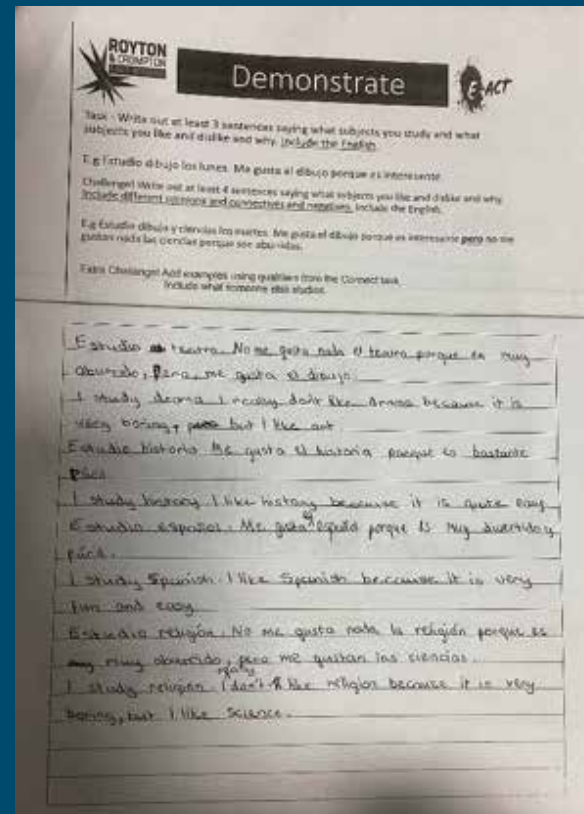 ROYTON
& CROMPTON
Demonstrate
E-ACT
Task - Write out at least 3 sentences saying what subjects you study and what
subjects you like and dislike and why. Include the English.
E.g Estudio dibujo los lunes. Me gusta el dibujo porque es interesante.
Challenge! Write out at least 4 sentences saying what subjects you like and dislike and why.
Include different opinions and connectives and negatives. Include the English.
E.g Estudio dibujo y ciencias los martes. Me gusta el dibujo porque es interesante pero no me
gustan nada las ciencias porque son aburridas.
Extra Challenge! Add examples using qualifiers from the Connect task.
Include what someone else studies.
Estudio teatro. No me gusta nada el teatro porque es muy
, pero me gusta el dibujo.
I study drama I really don't like drama because it is
very boring, but I like art.
Estudio historia Me gusta el historia porque es bastante
I study history I like history because it is quite easy
Estudio español. Me gusta español porque es muy divertido y
I study Spanish. I like Spanish because it is very
fun and easy.
Estudio religión. No me gusta nada la religión porque es
muy , pero me gustan las ciencias.
I study religion I really don't like religion because it is very
boring, but I like science.